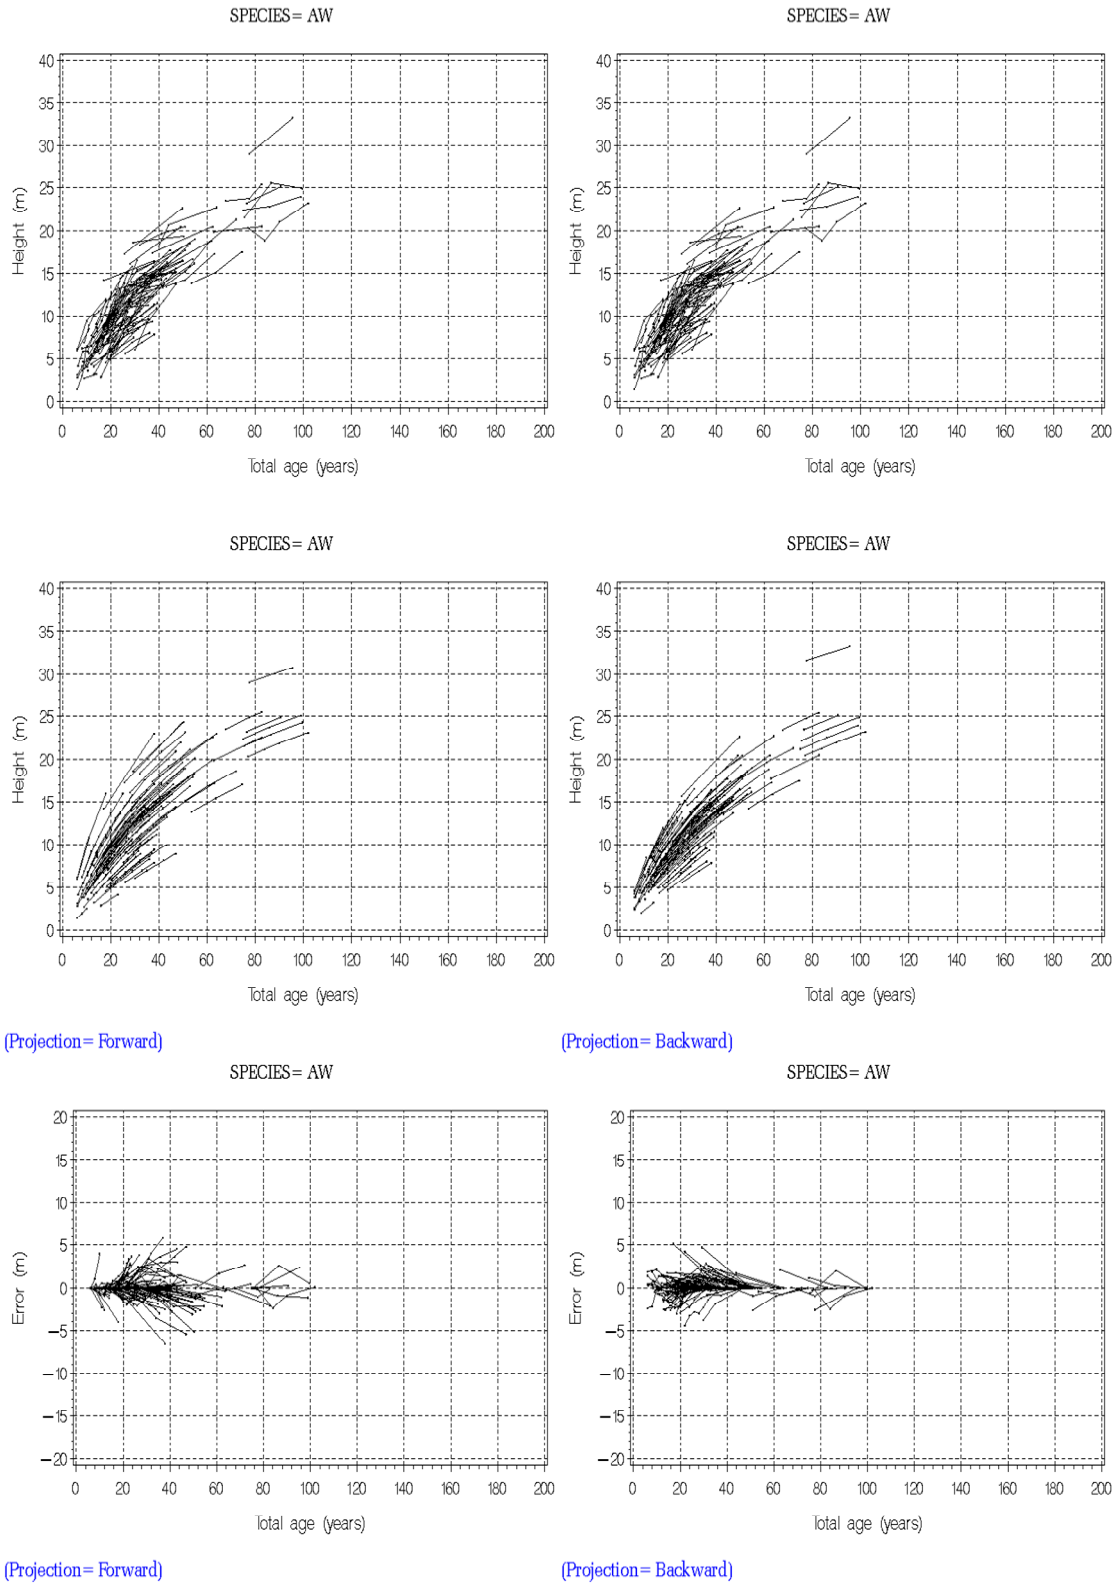 SPECIES= AW SPECIES= AW
40 40
35 35
30 30
25 25
20 20
15 15
10 10
5 5
0 0
Height (m) Height (m)
0 20 40 60 80 100 120 140 160 180 200 0 20 40 60 80 100 120 140 160 180 200
Total age (years) Total age (years)
SPECIES= AW SPECIES= AW
40 40
35 35
30 30
25 25
20 20
15 15
10 10
5 5
0 0
Height (m) Height (m)
0 20 40 60 80 100 120 140 160 180 200 0 20 40 60 80 100 120 140 160 180 200
Total age (years) Total age (years)
(Projection= Forward) (Projection= Backward)
SPECIES= AW SPECIES= AW
20 20
15 15
10 10
5 5
0 0
−5 −5
−10 −10
−15 −15
−20 −20
Error (m) Error (m)
0 20 40 60 80 100 120 140 160 180 200 0 20 40 60 80 100 120 140 160 180 200
Total age (years) Total age (years)
(Projection= Forward) (Projection= Backward)